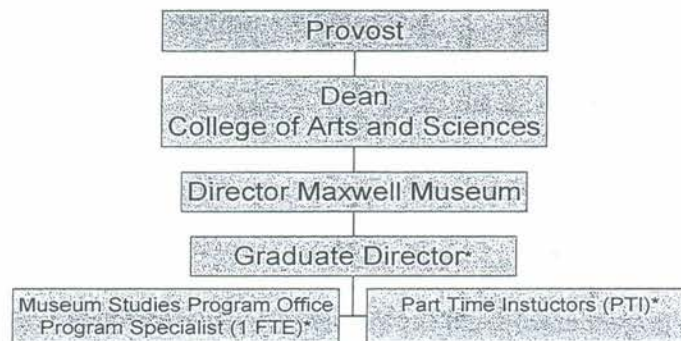 Provost
Dean
College of Arts and Sciences
Director Maxwell Museum
Graduate Director*
Museum Studies Program Office
Program Specialist (1 FTE)*
Part Time Instuctors (PTI)*